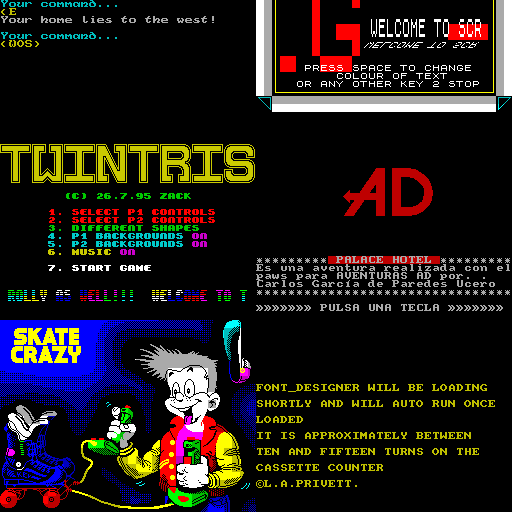 Your command...
<E
Your home lies to the west!
Your command...
<WOS>
WELCOME TO SCR
WELCOME TO SCR
PRESS SPACE TO CHANGE
COLOUR OF TEXT
OR ANY OTHER KEY 2 STOP
TWINTRIS
(C) 26.7.95 ZACK
1. SELECT P1 CONTROLS
2. SELECT P2 CONTROLS
3. DIFFERENT SHAPES
4. P1 BACKGROUNDS ON
5. P2 BACKGROUNDS ON
6. MUSIC ON
7. START GAME
ROLLY AS WELL!!! WELCOME TO T
AD
****************** PALACE HOTEL ******************
Es una aventura realizada con el
paws para AVENTURAS AD por. .
Carlos García de Paredes Ucero
********************************
>>>>>>> PULSA UNA TECLA >>>>>>>
SKATE
CRAZY
FONT_DESIGNER WILL BE LOADING
SHORTLY AND WILL AUTO RUN ONCE
LOADED
IT IS APPROXIMATELY BETWEEN
TEN AND FIFTEEN TURNS ON THE
CASSETTE COUNTER
©L.A.PRIVETT.